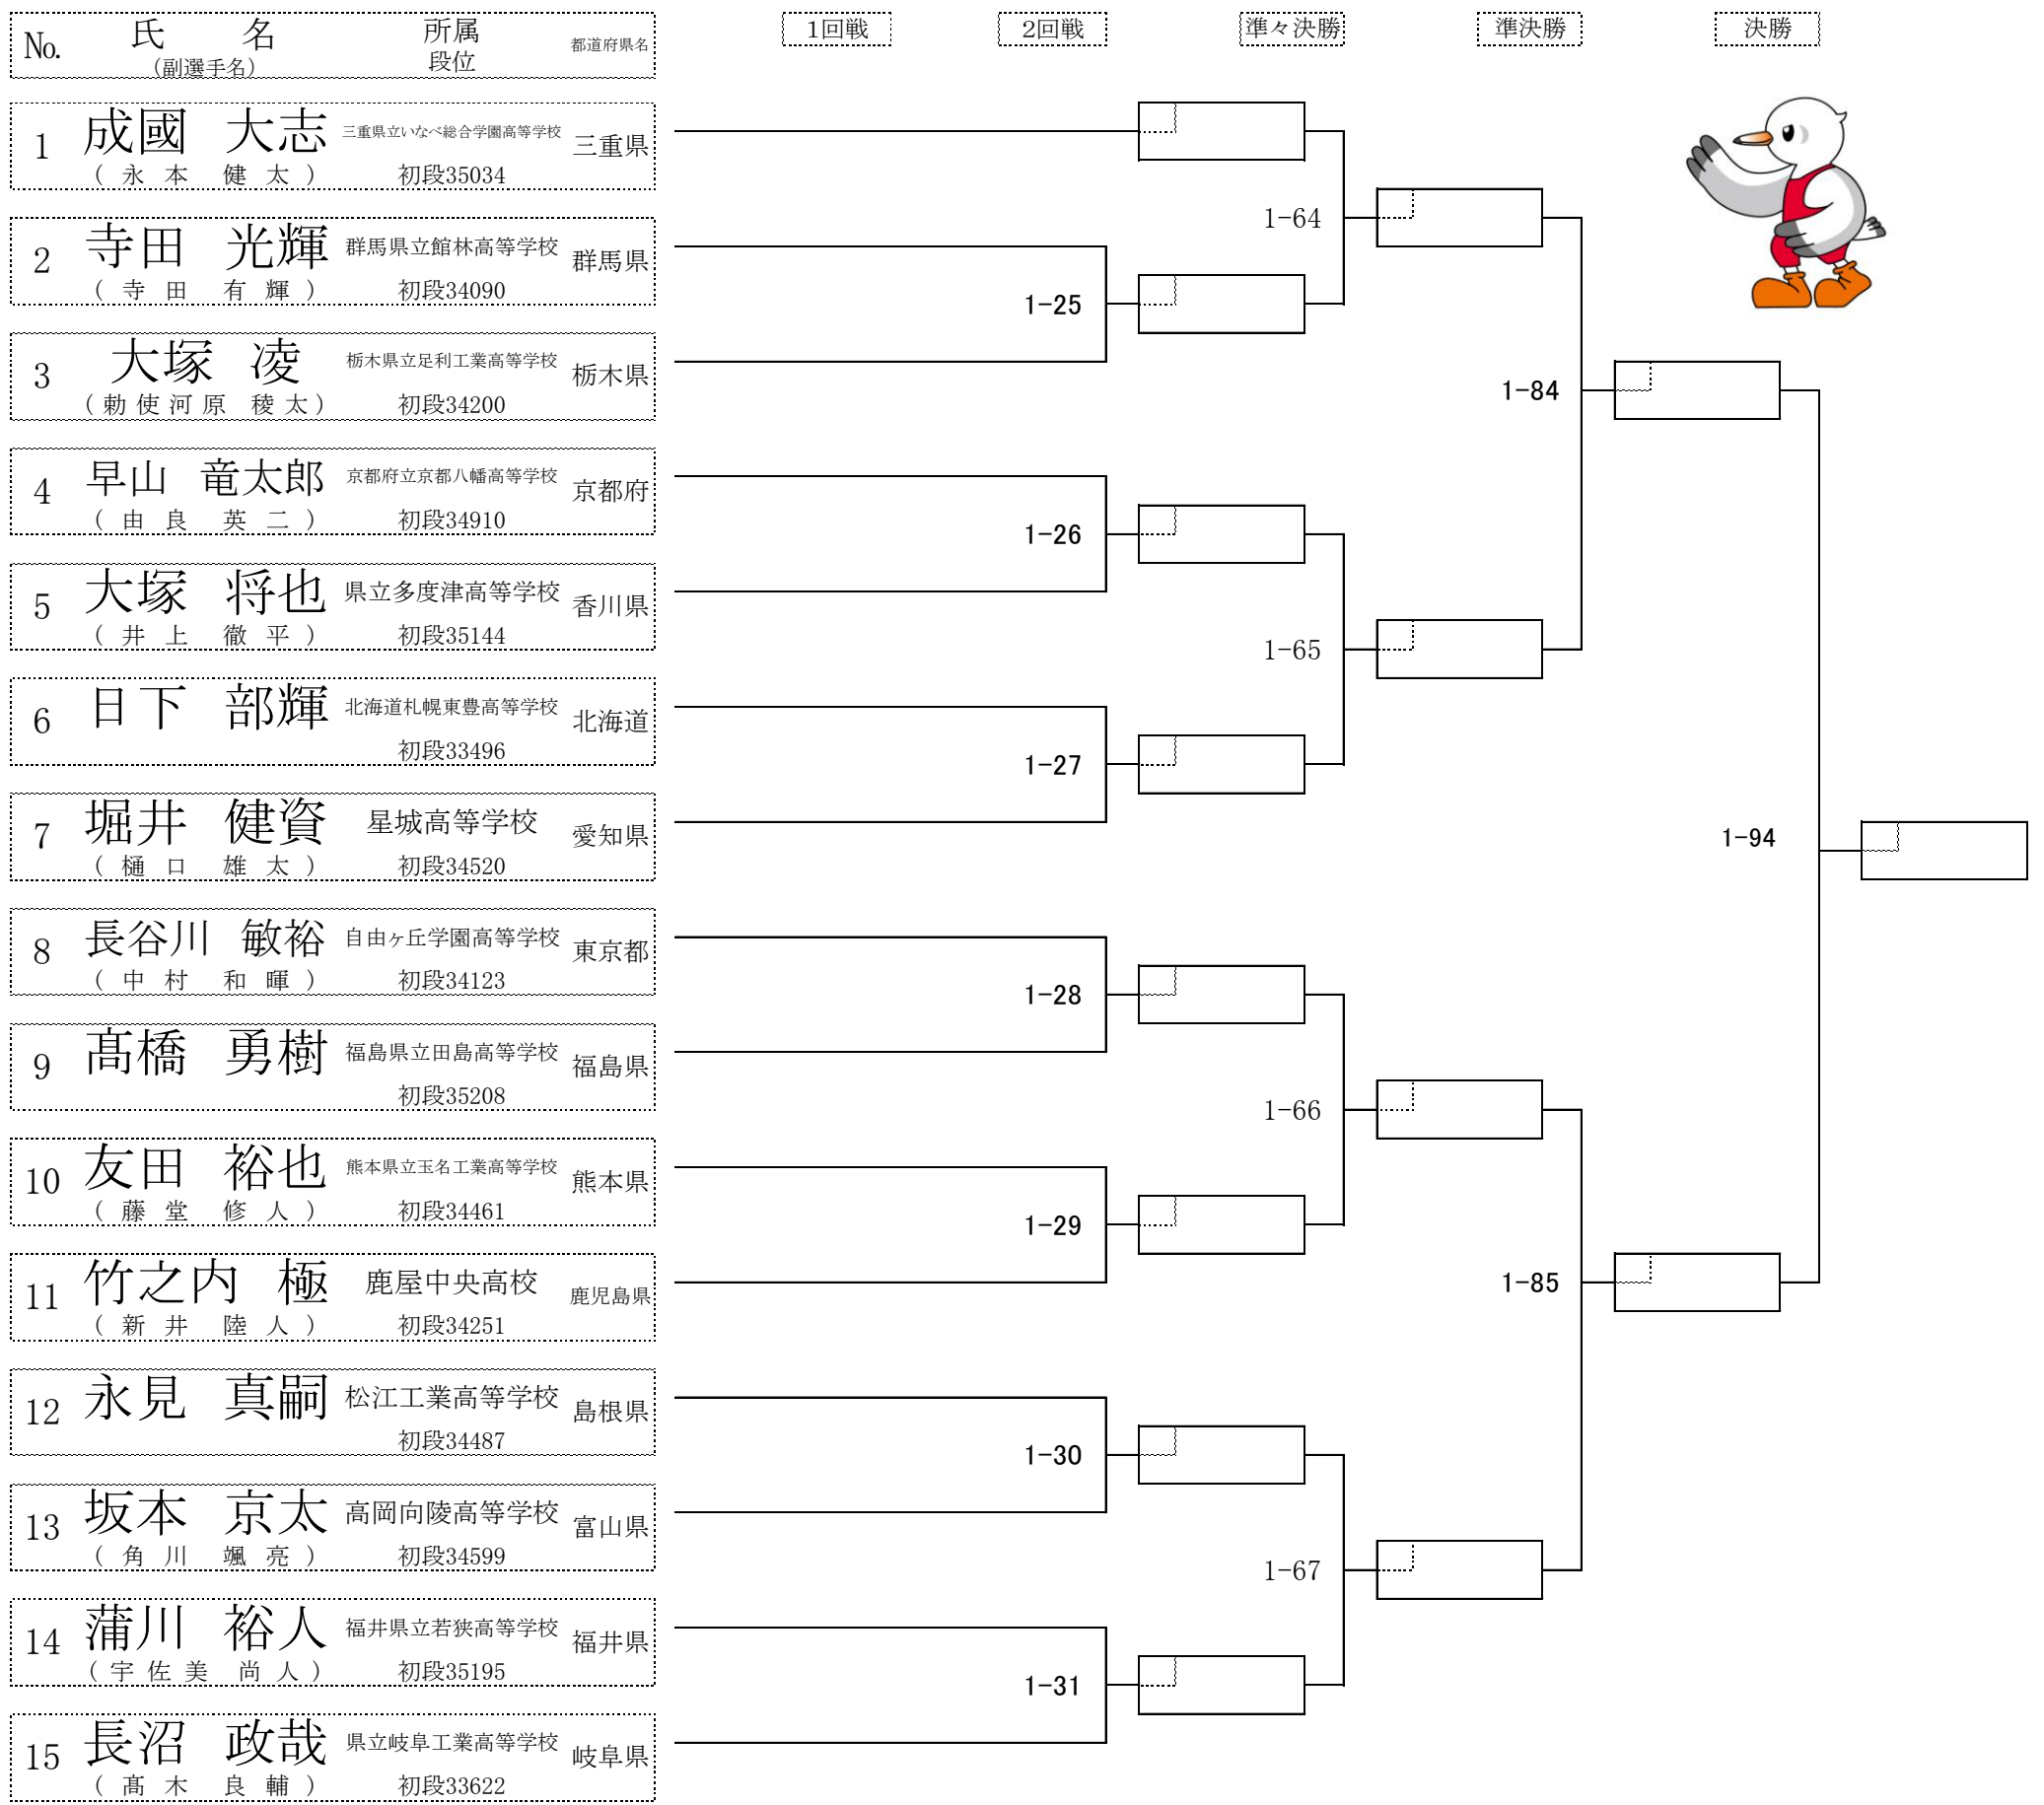 No. 氏 名 所属 都道府県名 1回戦 2回戦 準々決勝 準決勝 決勝
(副選手名) 段位
1 成國 大志 三重県立いなべ総合学園高等学校 三重県
( 永本 健太 ) 初段35034
1-64
2 寺田 光輝 群馬県立館林高等学校 群馬県
( 寺田 有輝 ) 初段34090
1-25
3 大塚 凌 栃木県立足利工業高等学校 栃木県
( 勅使河原 稜太 ) 初段34200
1-84
4 早山 竜太郎 京都府立京都八幡高等学校 京都府
( 由良 英二 ) 初段34910
1-26
5 大塚 将也 県立多度津高等学校 香川県
( 井上 徹平 ) 初段35144
1-65
6 日下 部輝 北海道札幌東豊高等学校 北海道
初段33496
1-27
7 堀井 健資 星城高等学校 愛知県
( 樋口 雄太 ) 初段34520
1-94
8 長谷川 敏裕 自由ヶ丘学園高等学校 東京都
( 中村 和暉 ) 初段34123
1-28
9 髙橋 勇樹 福島県立田島高等学校 福島県
初段35208
1-66
10 友田 裕也 熊本県立玉名工業高等学校 熊本県
( 藤堂 修人 ) 初段34461
1-29
11 竹之内 極 鹿屋中央高校 鹿児島県
( 新井 陸人 ) 初段34251
1-85
12 永見 真嗣 松江工業高等学校 島根県
初段34487
1-30
13 坂本 京太 高岡向陵高等学校 富山県
( 角川 颯亮 ) 初段34599
1-67
14 蒲川 裕人 福井県立若狭高等学校 福井県
( 宇佐美 尚人 ) 初段35195
1-31
15 長沼 政哉 県立岐阜工業高等学校 岐阜県
( 髙木 良輔 ) 初段33622